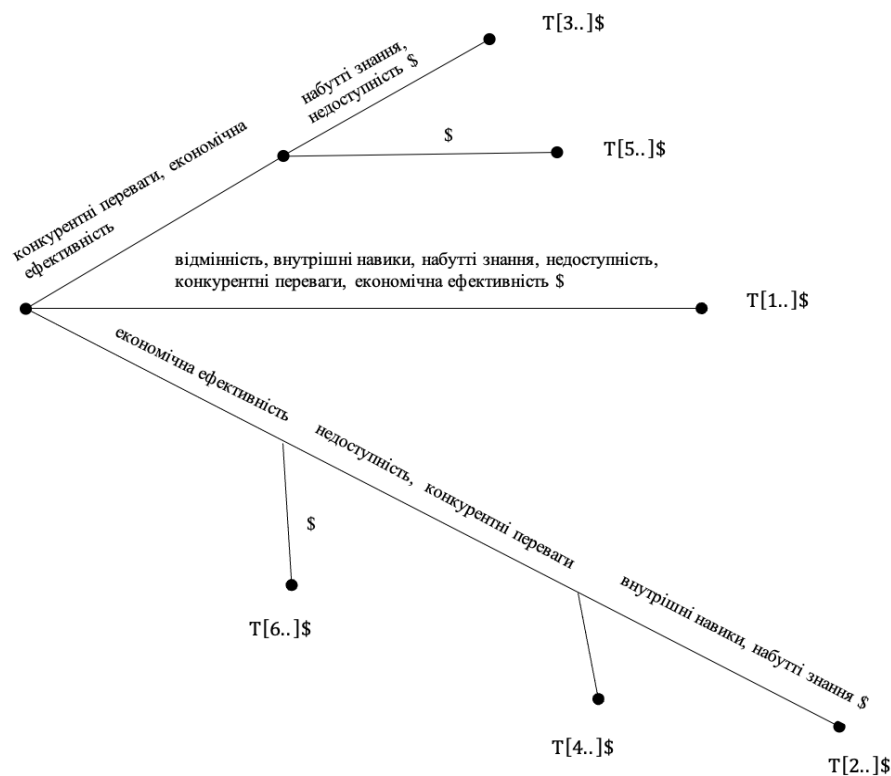 T[3..]$
набутті знання,
недоступність $
$
T[5..]$
конкурентні переваги, економічна
ефективність
відмінність, внутрішні навики, набутті знання, недоступність,
конкурентні переваги, економічна ефективність $
T[1..]$
економічна ефективність
недоступність, конкурентні переваги
$
внутрішні навики, набутті знання $
T[6..]$
T[4..]$
T[2..]$